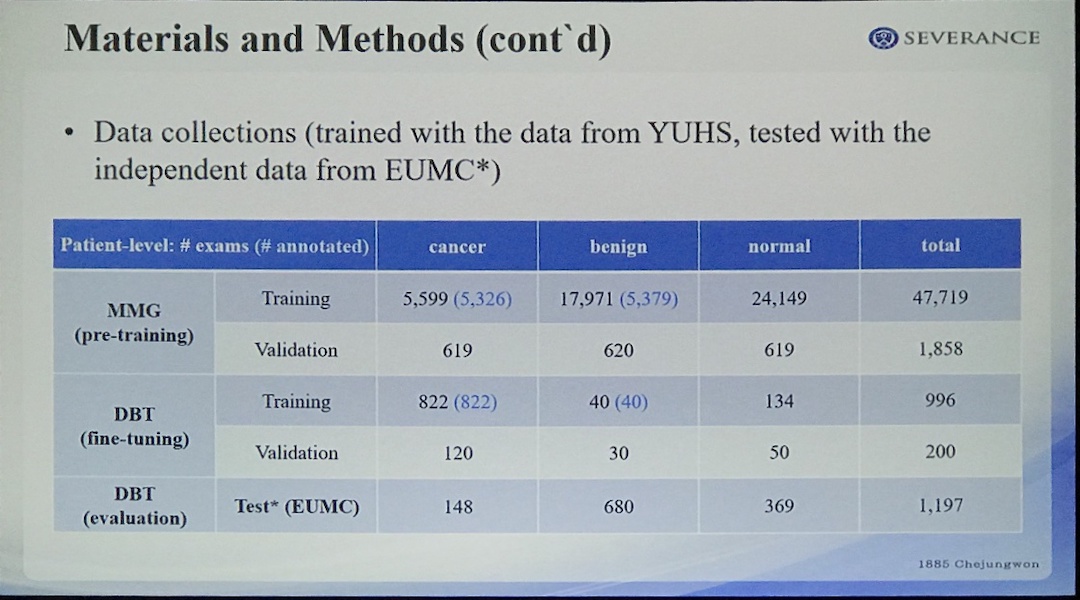 Materials and Methods (cont`d)
SEVERANCE
• Data collections (trained with the data from YUHS, tested with the
independent data from EUMC*)
Patient-level: # exams (# annotated) cancer benign normal total
MMG
(pre-training)
Training 5,599 (5,326) 17,971 (5,379) 24,149 47,719
Validation 619 620 619 1,858
DBT
(fine-tuning)
Training 822 (822) 40 (40) 134 996
Validation 120 30 50 200
DBT
(evaluation)
Test* (EUMC) 148 680 369 1,197
1885 Chejungwon